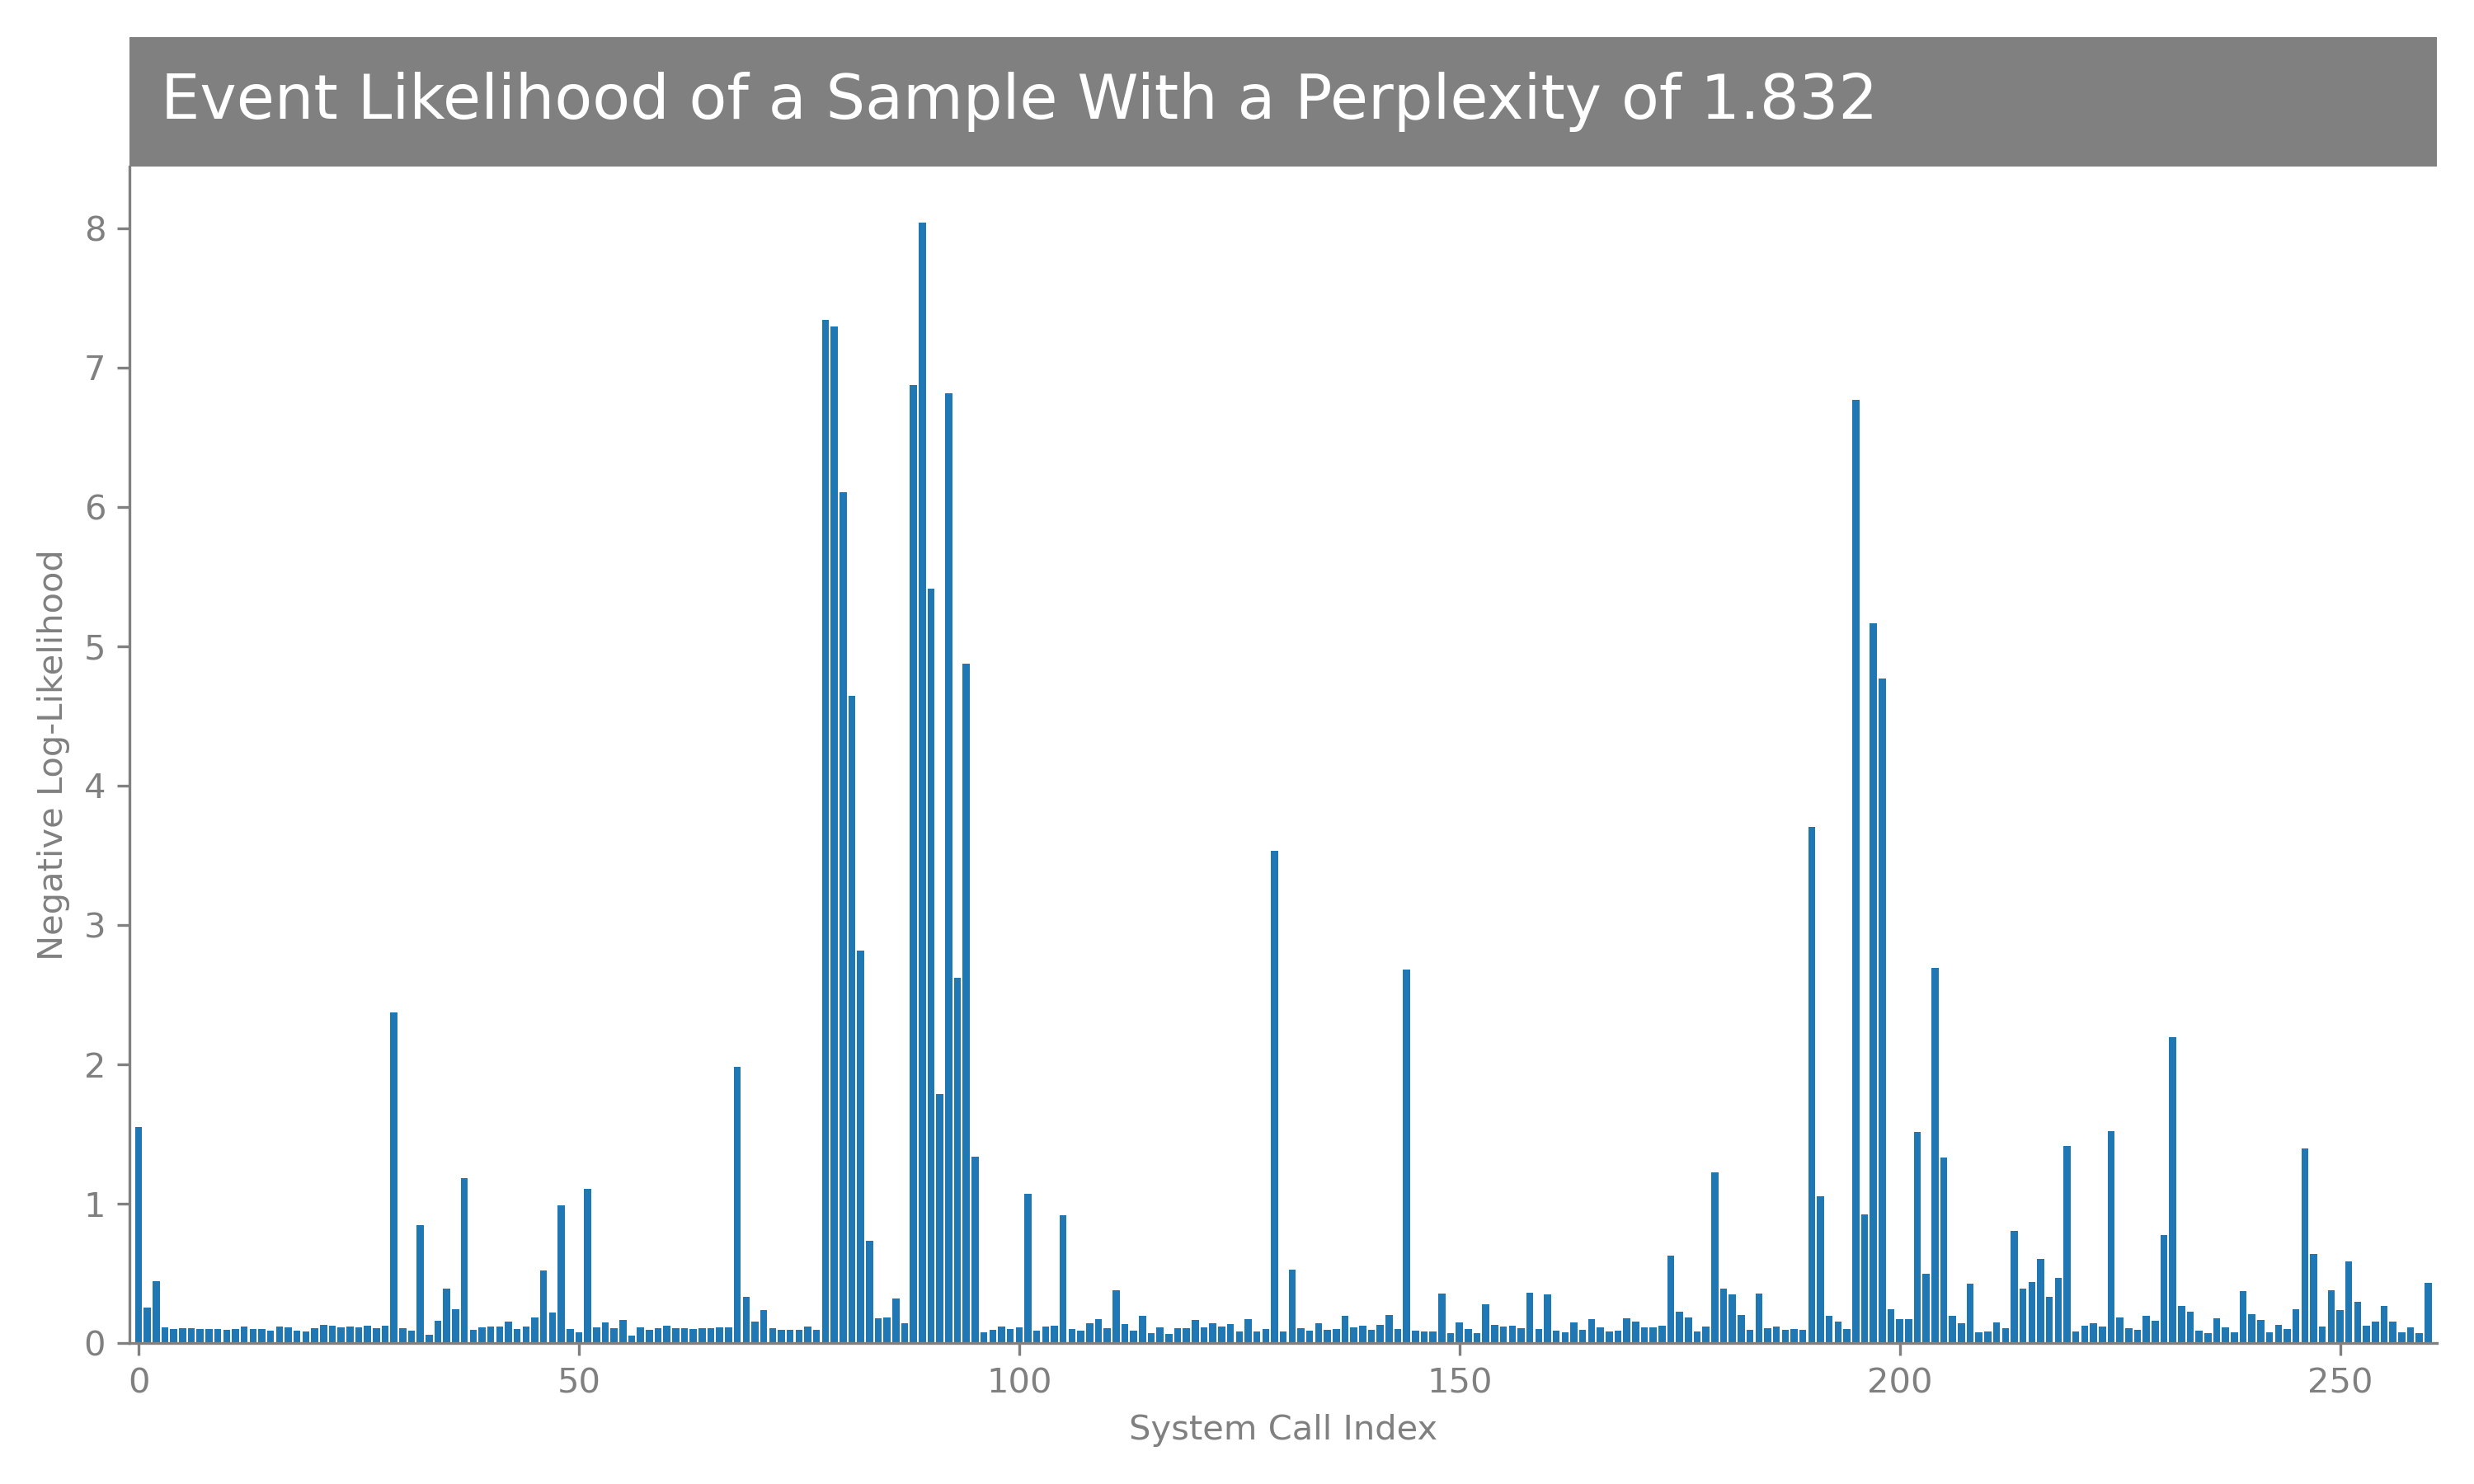 Event Likelihood of a Sample With a Perplexity of 1.832
8
7
6
5
4
3
2
1
0
Negative Log-Likelihood
0 50 100 150 200 250
System Call Index